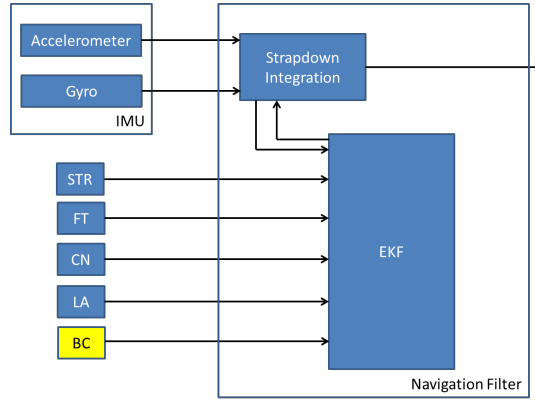 Accelerometer
Gyro
IMU
Strapdown
Integration
STR
FT
CN
LA
BC
EKF
Navigation Filter